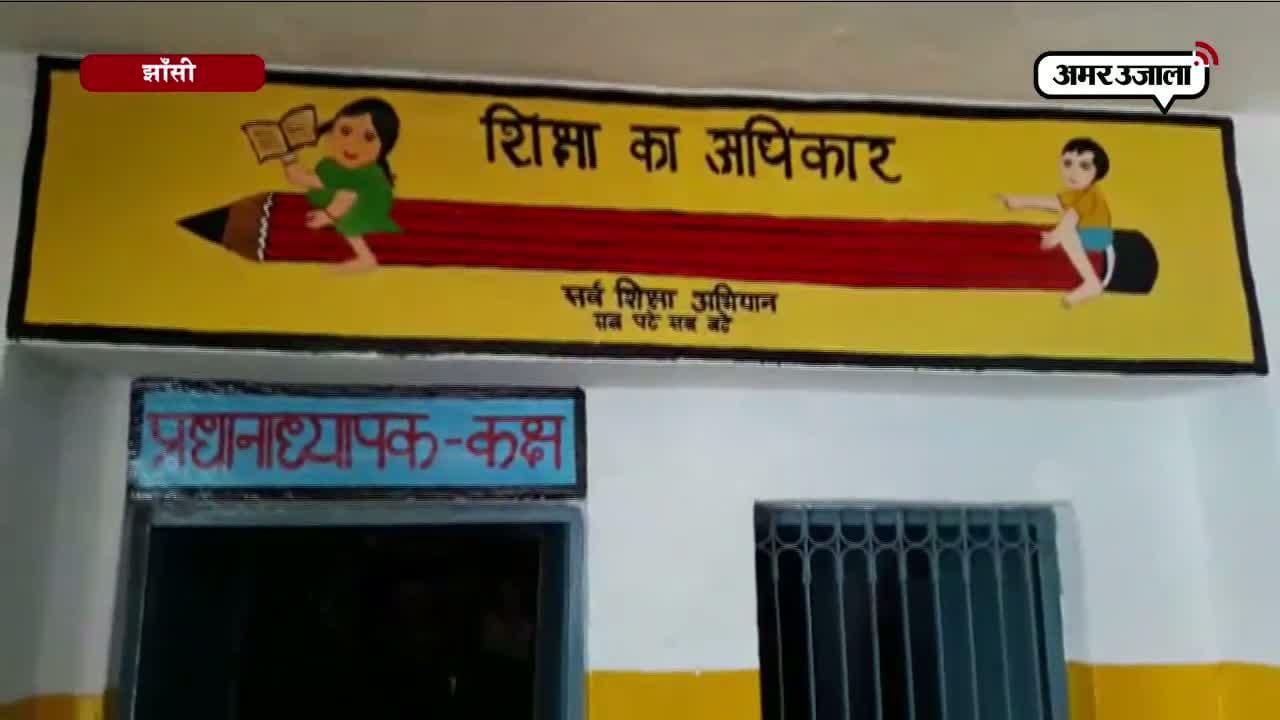 झाँसी
अमर उजाला
शिक्षा का अधिकार
सर्व शिक्षा अभियान
सब पढे सब बढे
प्रधानाध्यापक-कक्ष